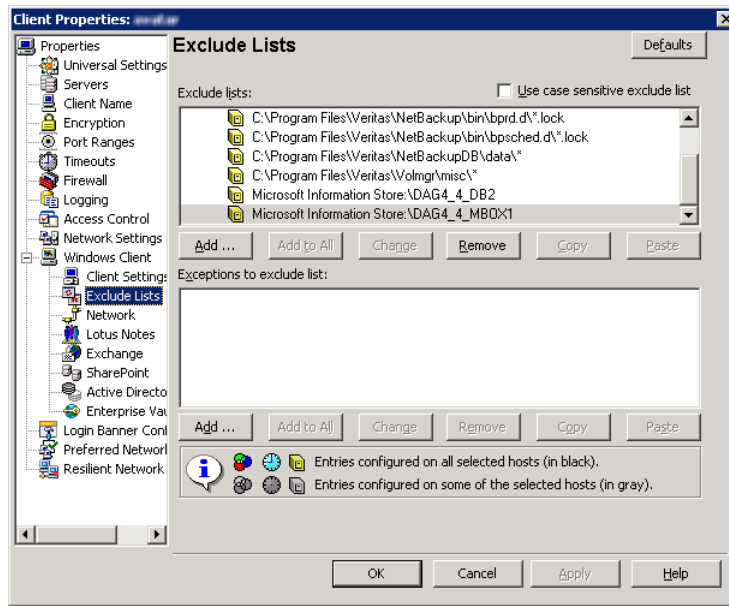 Client Properties:
Properties
Universal Settings
Servers
Client Name
Encryption
Port Ranges
Timeouts
Firewall
Logging
Access Control
Network Settings
Windows Client
Client Settings
Exclude Lists
Network
Lotus Notes
Exchange
SharePoint
Active Directo
Enterprise Vau
Login Banner Conf
Preferred Network
Resilient Network
Exclude Lists
Defaults
Exclude lists:
Use case sensitive exclude list
C:\Program Files\Veritas\NetBackup\bin\bprd.d\*.lock
C:\Program Files\Veritas\NetBackup\bin\bpsched.d\*.lock
C:\Program Files\Veritas\NetBackupDB\data\*
C:\Program Files\Veritas\Volmgr\misc\*
Microsoft Information Store:\DAG4_4_DB2
Microsoft Information Store:\DAG4_4_MBOX1
Add ...
Add to All
Change
Remove
Copy
Paste
Exceptions to exclude list:
Add ...
Add to All
Change
Remove
Copy
Paste
Entries configured on all selected hosts (in black).
Entries configured on some of the selected hosts (in gray).
OK
Cancel
Apply
Help